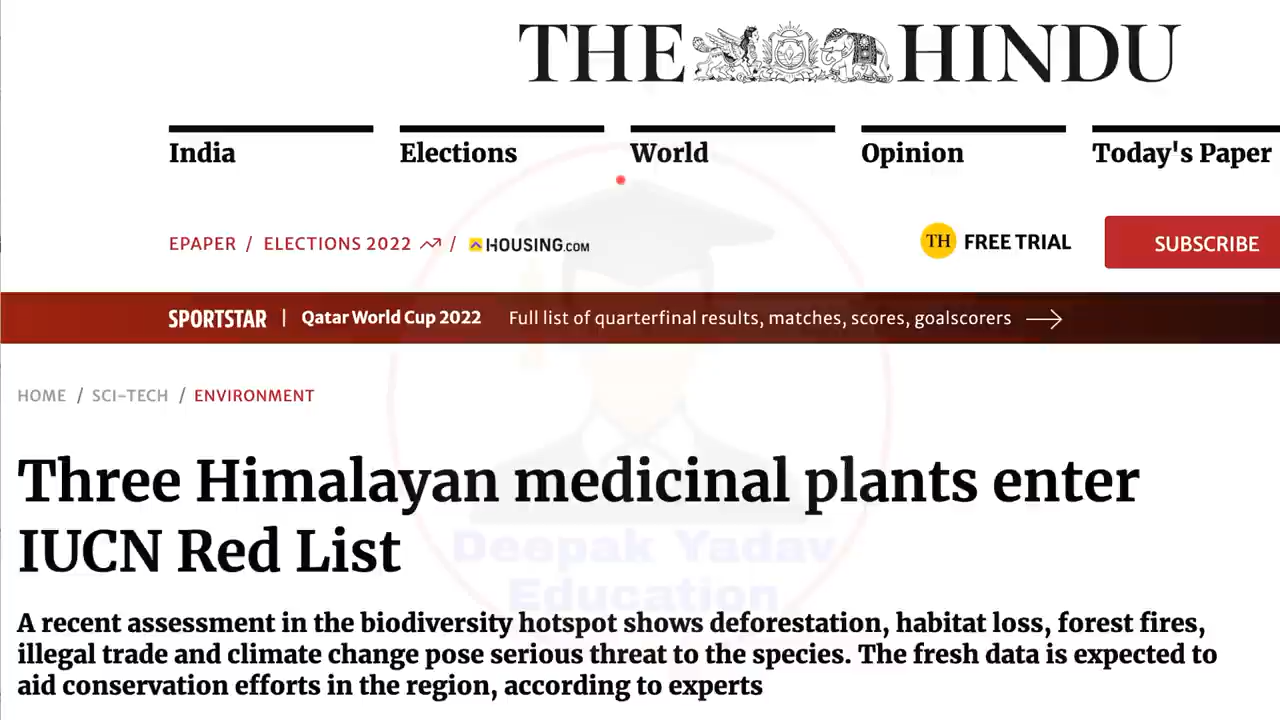 THE HINDU
India Elections World Opinion Today's Paper
EPAPER / ELECTIONS 2022 / HOUSING.COM
TH FREE TRIAL SUBSCRIBE
SPORTSTAR | Qatar World Cup 2022 Full list of quarterfinal results, matches, scores, goalscorers
HOME / SCI-TECH / ENVIRONMENT
Three Himalayan medicinal plants enter
IUCN Red List
Deepak Yadav
Education
A recent assessment in the biodiversity hotspot shows deforestation, habitat loss, forest fires,
illegal trade and climate change pose serious threat to the species. The fresh data is expected to
aid conservation efforts in the region, according to experts